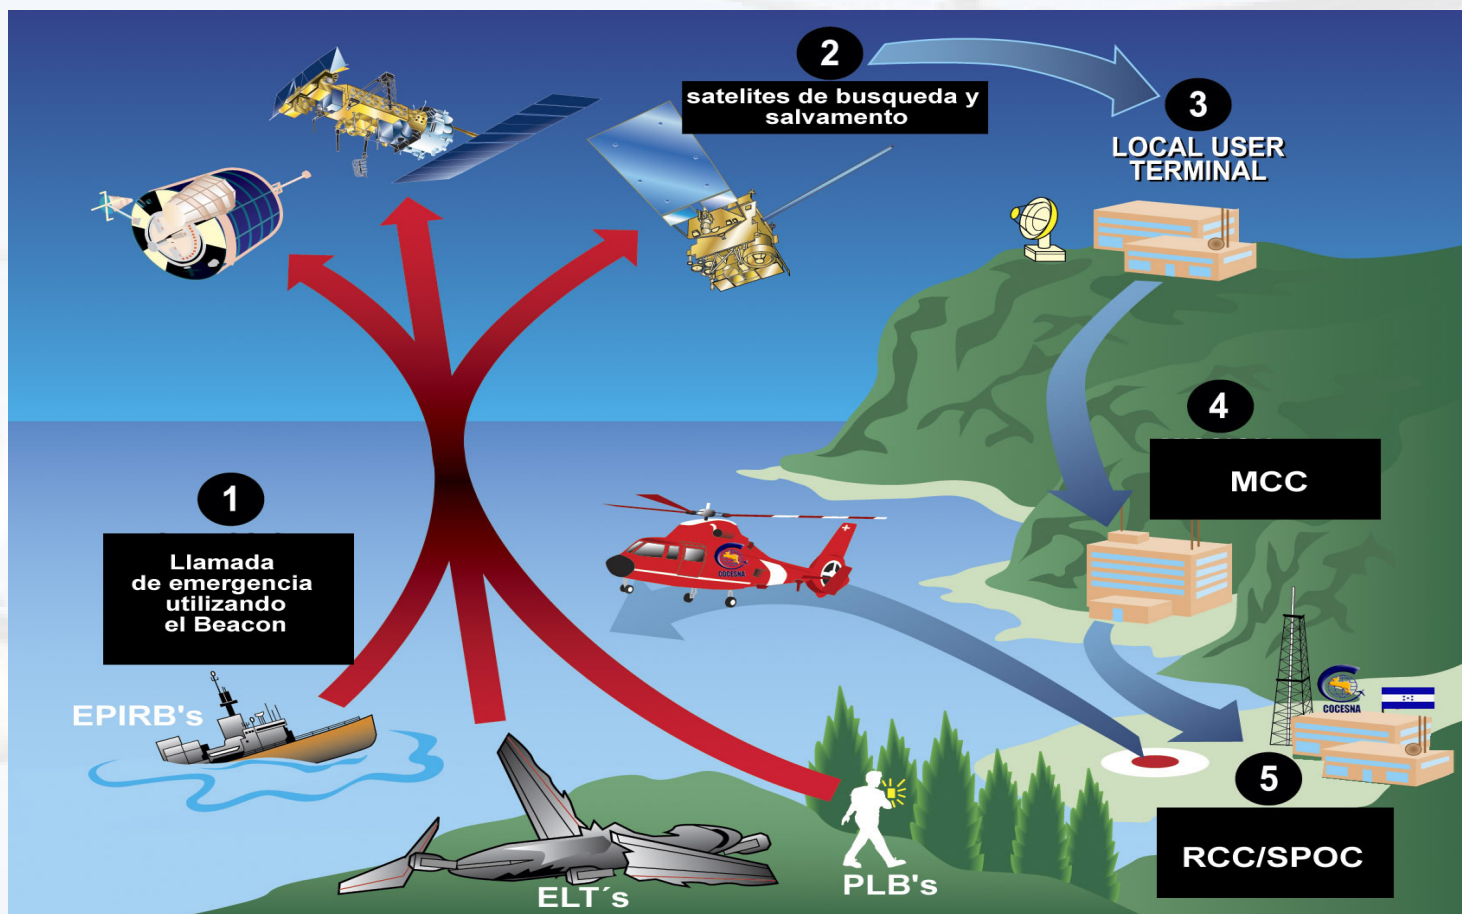 2
satelites de busqueda y
salvamento
3
LOCAL USER
TERMINAL
4
MCC
1
Llamada
de emergencia
utilizando
el Beacon
COCESNA
EPIRB's
COCESNA
5
RCC/SPOC
PLB's
ELT´s